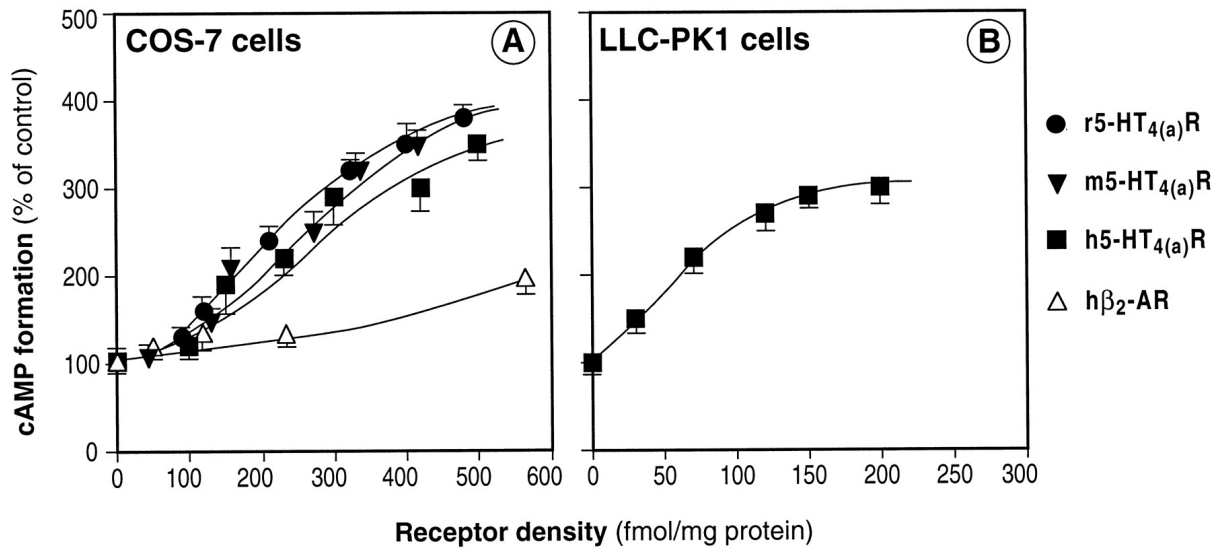 COS-7 cells
A
LLC-PK1 cells
B
500
400
300
200
100
0
cAMP formation (% of control)
0 100 200 300 400 500 600
0 50 100 150 200 250 300
Receptor density (fmol/mg protein)
r5-HT4(a)R
m5-HT4(a)R
h5-HT4(a)R
hβ2-AR